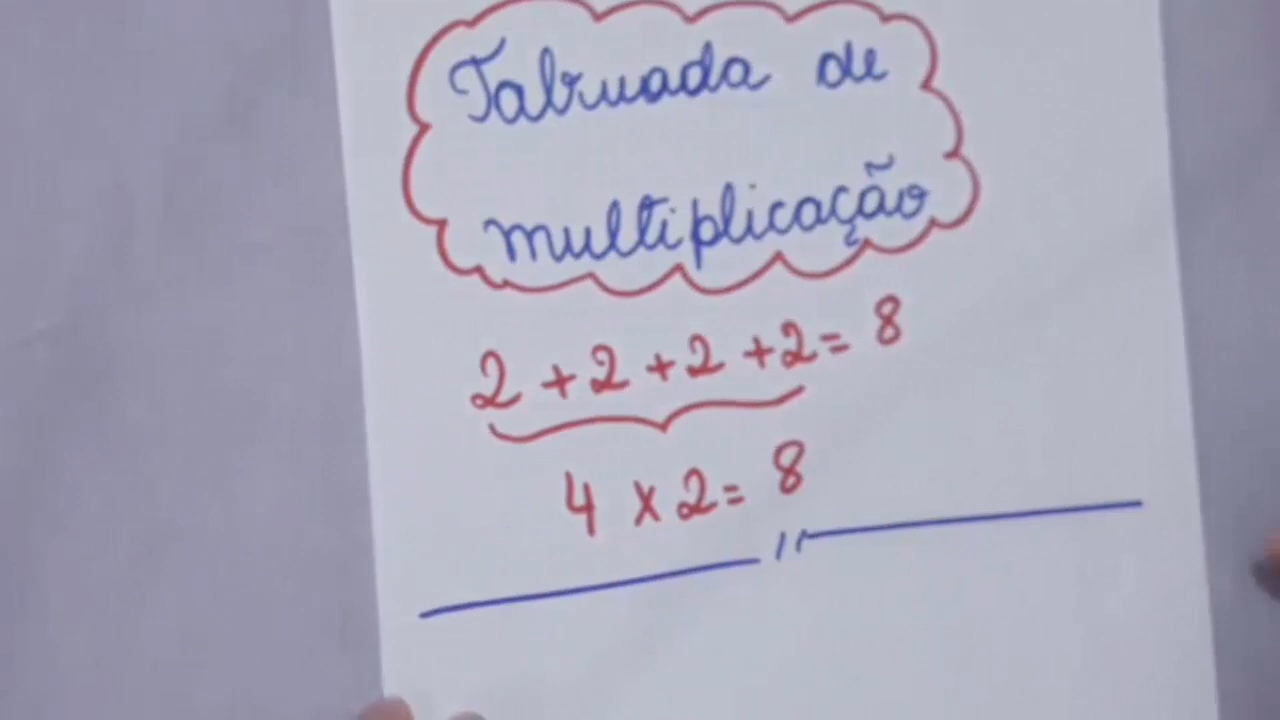 Tabuada de
multiplicação
2 + 2 + 2 + 2 = 8
4 x 2 = 8